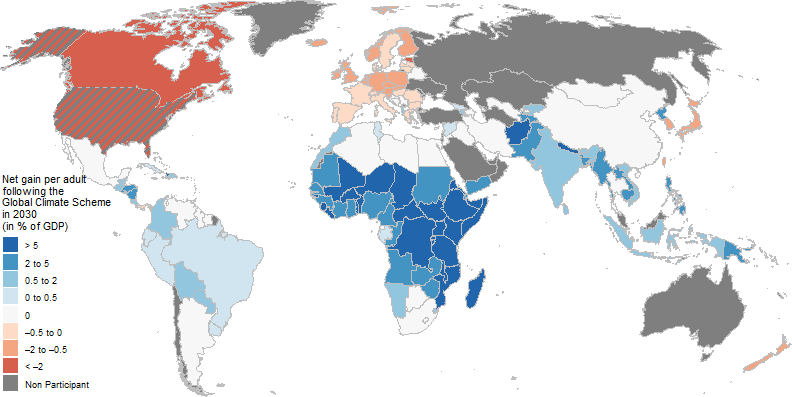 Net gain per adult
following the
Global Climate Scheme
in 2030
(in % of GDP)
> 5
2 to 5
0.5 to 2
0 to 0.5
0
–0.5 to 0
–2 to –0.5
< –2
Non Participant